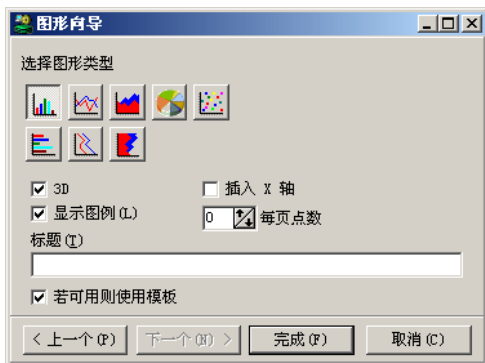 图形向导
选择图形类型
3D
插入 X 轴
显示图例(L)
0 每页点数
标题(T)
若可用则使用模板
< 上一个(P) 下一个(N) > 完成(F) 取消(C)